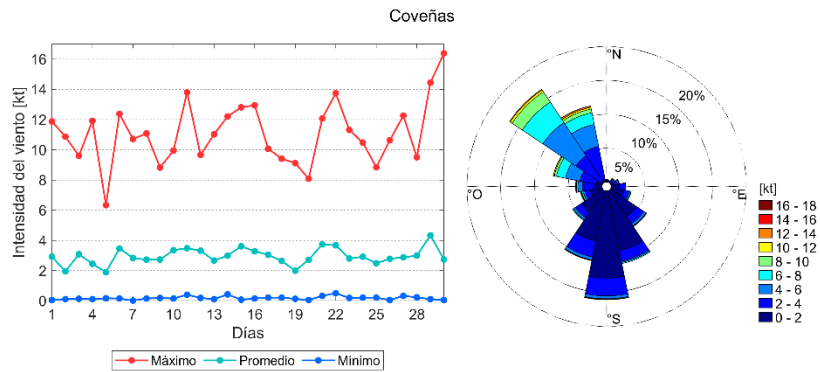 Coveñas
Intensidad del viento [kt]
16
14
12
10
8
6
4
2
0
1 4 7 10 13 16 19 22 25 28
Días
Máximo Promedio Mínimo
°N
20%
15%
10%
5%
°O
°E
°S
[kt]
16 - 18
14 - 16
12 - 14
10 - 12
8 - 10
6 - 8
4 - 6
2 - 4
0 - 2